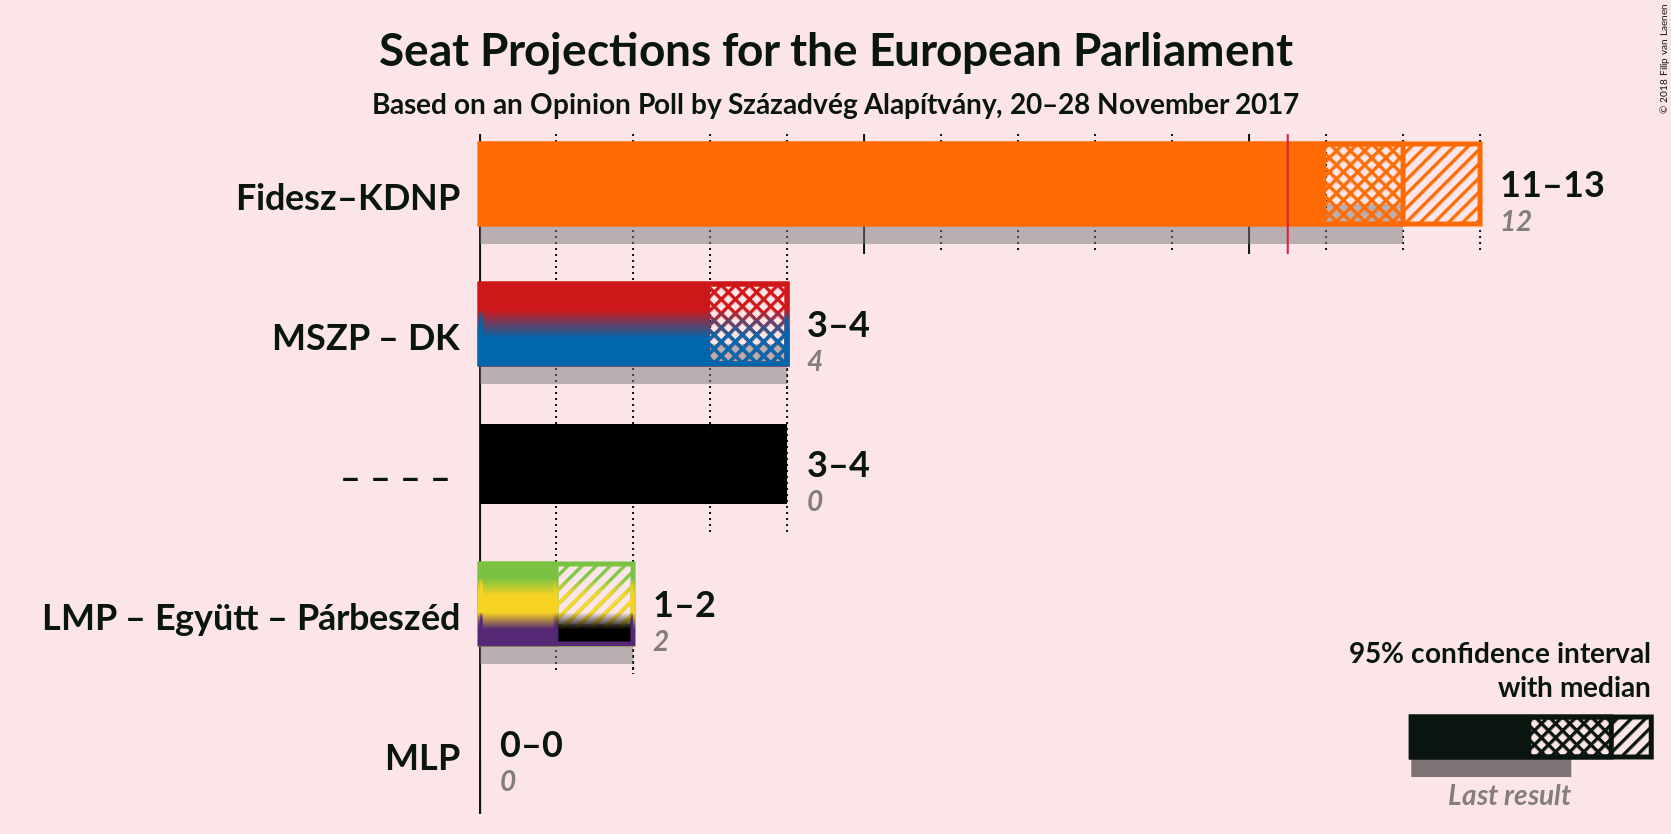 Seat Projections for the European Parliament
Based on an Opinion Poll by Századvég Alapítvány, 20–28 November 2017
© 2018 Filip van Laenen
Fidesz–KDNP
11–13
12
MSZP – DK
3–4
4
– – – –
3–4
0
LMP – Együtt – Párbeszéd
1–2
2
MLP
0–0
0
95% confidence interval
with median
Last result